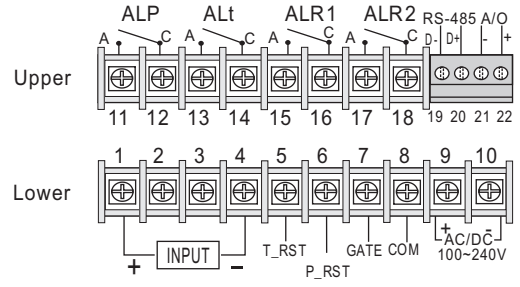 ALP ALt ALR1 ALR2 RS-485 A/O
A C A C A C A C D- D+ - +
Upper
11 12 13 14 15 16 17 18 19 20 21 22
1 2 3 4 5 6 7 8 9 10
Lower
+ INPUT - T_RST P_RST GATE COM + AC/DC -
100~240V